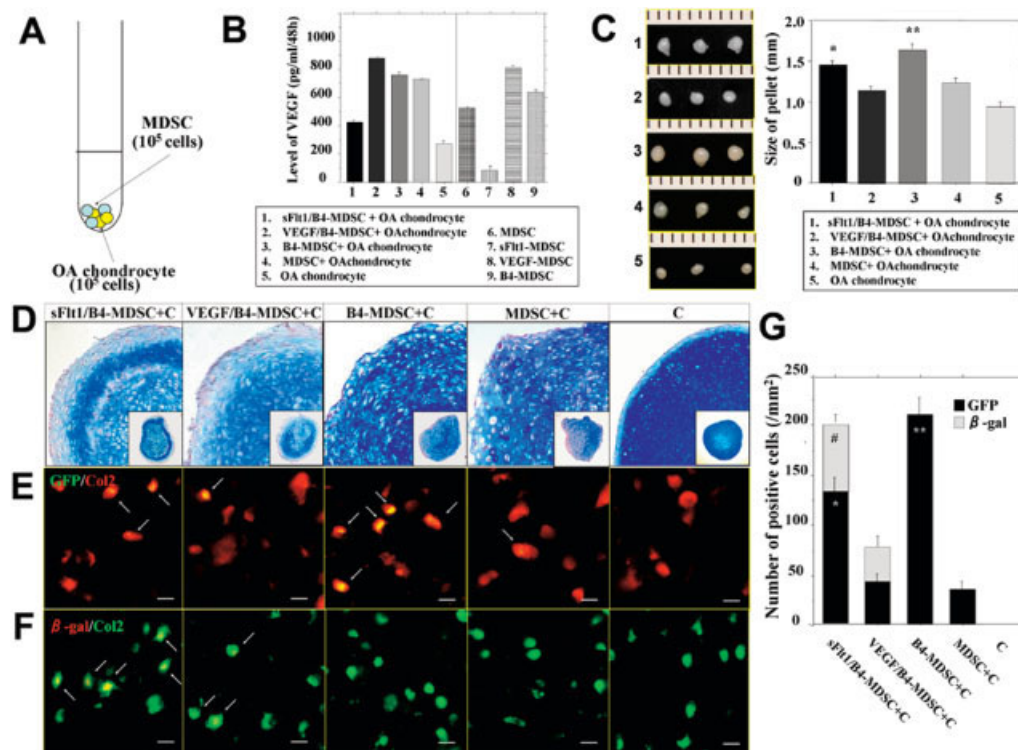 A
MDSC
(10⁵ cells)
OA chondrocyte
(10⁵ cells)
B
Level of VEGF (pg/ml/48h)
1000
800
600
400
200
0
1 2 3 4 5 6 7 8 9
1. sFlt1/B4-MDSC + OA chondrocyte
2. VEGF/B4-MDSC+ OAchondrocyte
3. B4-MDSC+ OA chondrocyte
4. MDSC+ OAchondrocyte
5. OA chondrocyte
6. MDSC
7. sFlt1-MDSC
8. VEGF-MDSC
9. B4-MDSC
C
1
2
3
4
5
Size of pellet (mm)
2.0
1.5
1.0
0.5
0
*
**
1 2 3 4 5
1. sFlt1/B4-MDSC + OA chondrocyte
2. VEGF/B4-MDSC+ OAchondrocyte
3. B4-MDSC+ OA chondrocyte
4. MDSC+ OAchondrocyte
5. OA chondrocyte
D
sFlt1/B4-MDSC+C VEGF/B4-MDSC+C B4-MDSC+C MDSC+C C
E
GFP/Col2
F
β-gal/Col2
G
Number of positive cells (/mm²)
250
200
150
100
50
0
GFP
β-gal
#
*
**
sFlt1/B4-MDSC+C
VEGF/B4-MDSC+C
B4-MDSC+C
MDSC+C
C